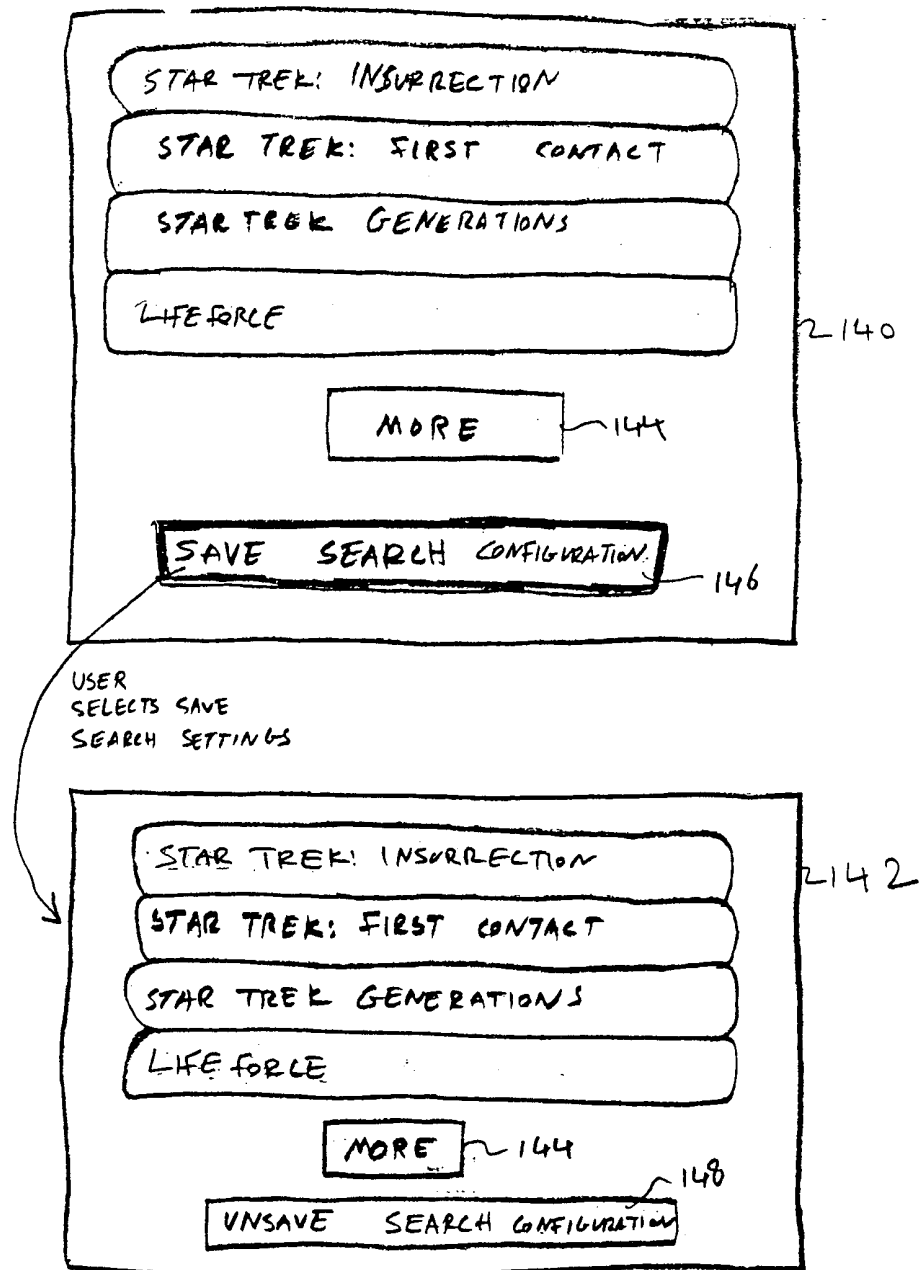 STAR TREK: INSURRECTION
STAR TREK: FIRST CONTACT
STAR TREK GENERATIONS
LIFEFORCE
140
MORE
144
SAVE SEARCH CONFIGURATION
146
USER
SELECTS SAVE
SEARCH SETTINGS
STAR TREK: INSURRECTION
142
STAR TREK: FIRST CONTACT
STAR TREK GENERATIONS
LIFE FORCE
MORE
144
148
UNSAVE SEARCH CONFIGURATION